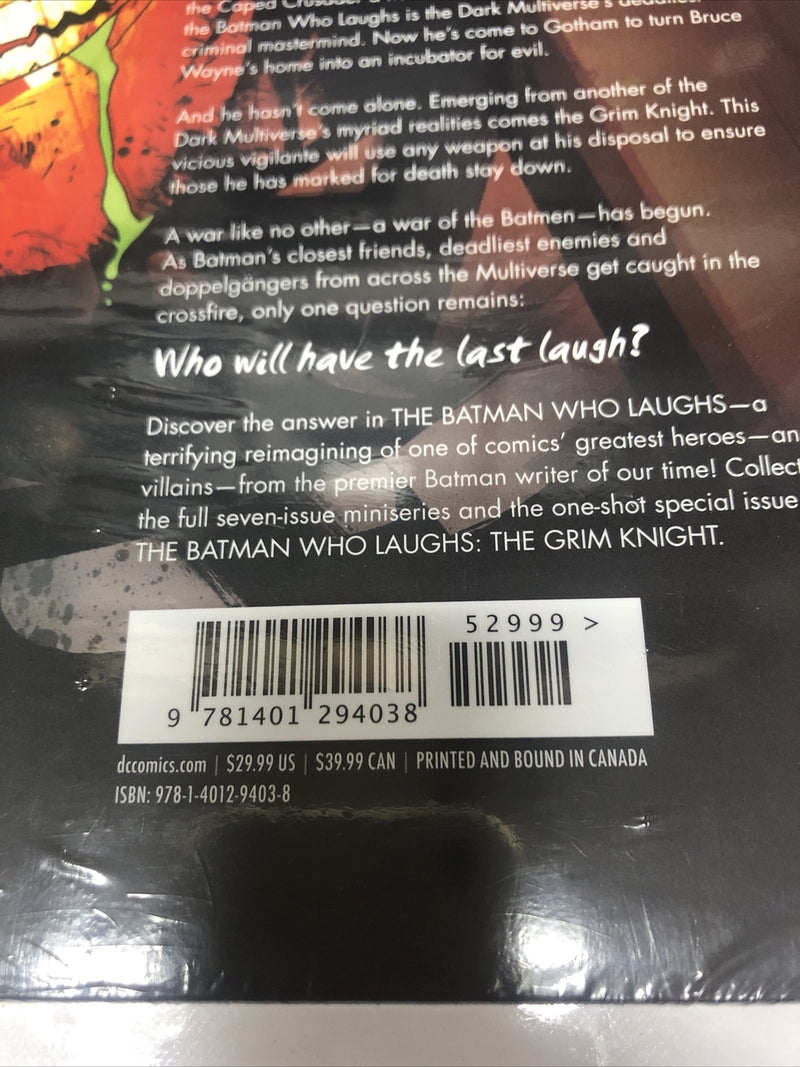 the Caped Crusader
the Batman Who Laughs is the Dark Multiverse's deadliest
criminal mastermind. Now he's come to Gotham to turn Bruce
Wayne's home into an incubator for evil.
And he hasn't come alone. Emerging from another of the
Dark Multiverse's myriad realities comes the Grim Knight. This
vicious vigilante will use any weapon at his disposal to ensure
those he has marked for death stay down.
A war like no other—a war of the Batmen—has begun.
As Batman's closest friends, deadliest enemies and
doppelgängers from across the Multiverse get caught in the
crossfire, only one question remains:
Who will have the last laugh?
Discover the answer in THE BATMAN WHO LAUGHS—a
terrifying reimagining of one of comics' greatest heroes—an
villains—from the premier Batman writer of our time! Collect
the full seven-issue miniseries and the one-shot special issue
THE BATMAN WHO LAUGHS: THE GRIM KNIGHT.
52999 >
9 781401 294038
dccomics.com | $29.99 US | $39.99 CAN | PRINTED AND BOUND IN CANADA
ISBN: 978-1-4012-9403-8